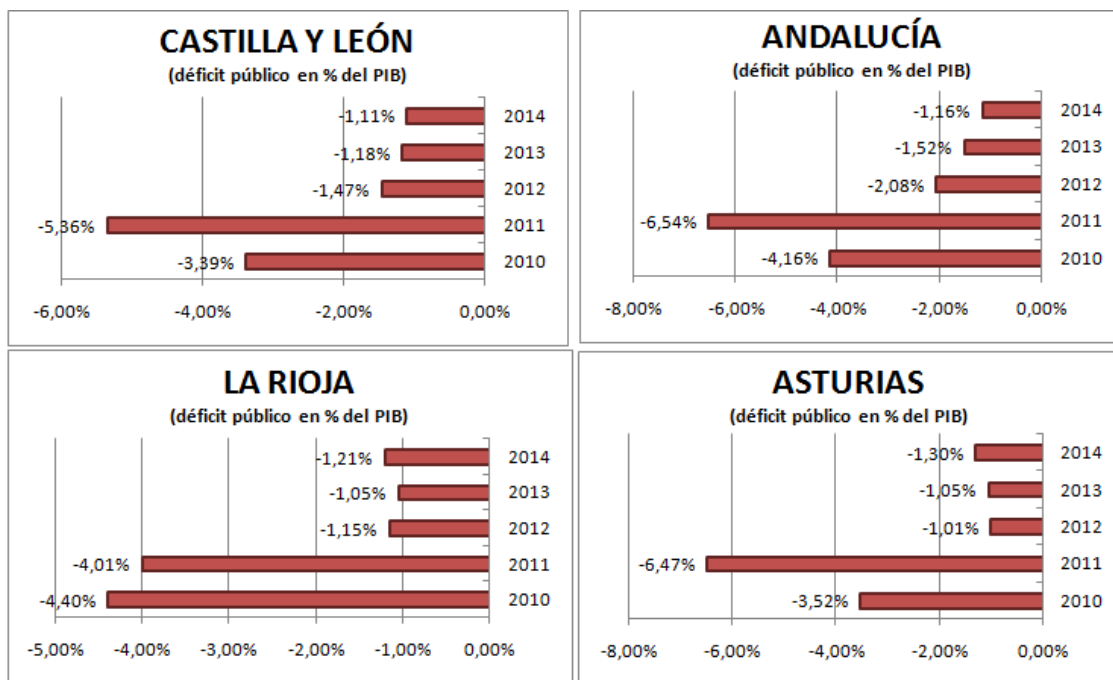 CASTILLA Y LEÓN
(déficit público en % del PIB)
-1,11% 2014
-1,18% 2013
-1,47% 2012
-5,36% 2011
-3,39% 2010
-6,00% -4,00% -2,00% 0,00%
ANDALUCÍA
(déficit público en % del PIB)
-1,16% 2014
-1,52% 2013
-2,08% 2012
-6,54% 2011
-4,16% 2010
-8,00% -6,00% -4,00% -2,00% 0,00%
LA RIOJA
(déficit público en % del PIB)
-1,21% 2014
-1,05% 2013
-1,15% 2012
-4,01% 2011
-4,40% 2010
-5,00% -4,00% -3,00% -2,00% -1,00% 0,00%
ASTURIAS
(déficit público en % del PIB)
-1,30% 2014
-1,05% 2013
-1,01% 2012
-6,47% 2011
-3,52% 2010
-8,00% -6,00% -4,00% -2,00% 0,00%